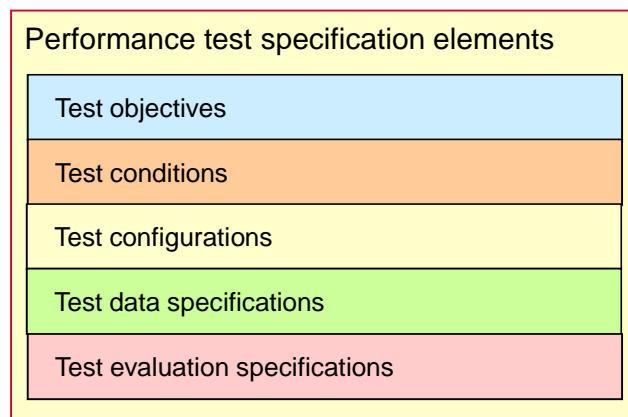 Performance test specification elements
Test objectives
Test conditions
Test configurations
Test data specifications
Test evaluation specifications